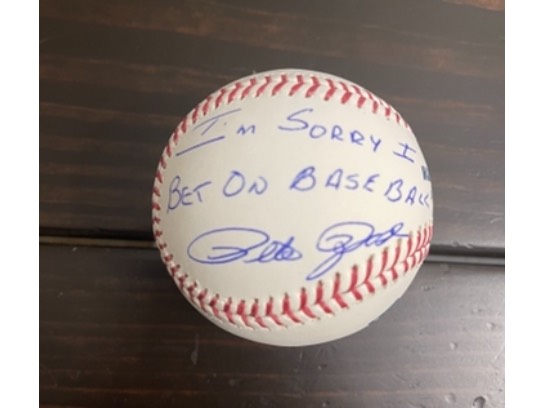 I'm SORRY I
BET ON BASEBALL
Pete Rose